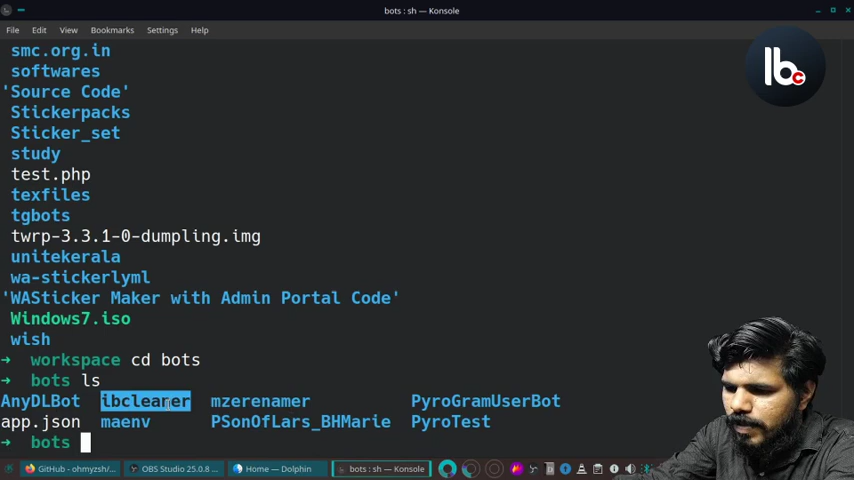 bots : sh — Konsole
File Edit View Bookmarks Settings Help
lbc
smc.org.in
softwares
'Source Code'
Stickerpacks
Sticker_set
study
test.php
texfiles
tgbots
twrp-3.3.1-0-dumpling.img
unitekerala
wa-stickerlyml
'WASticker Maker with Admin Portal Code'
Windows7.iso
wish
➜ workspace cd bots
➜ bots ls
AnyDLBot ibclearer mzerenamer PyroGramUserBot
app.json maenv PSonOfLars_BHMarie PyroTest
➜ bots
GitHub - ohmyzsh/... OBS Studio 25.0.8 ... Home — Dolphin bots : sh — Konsole